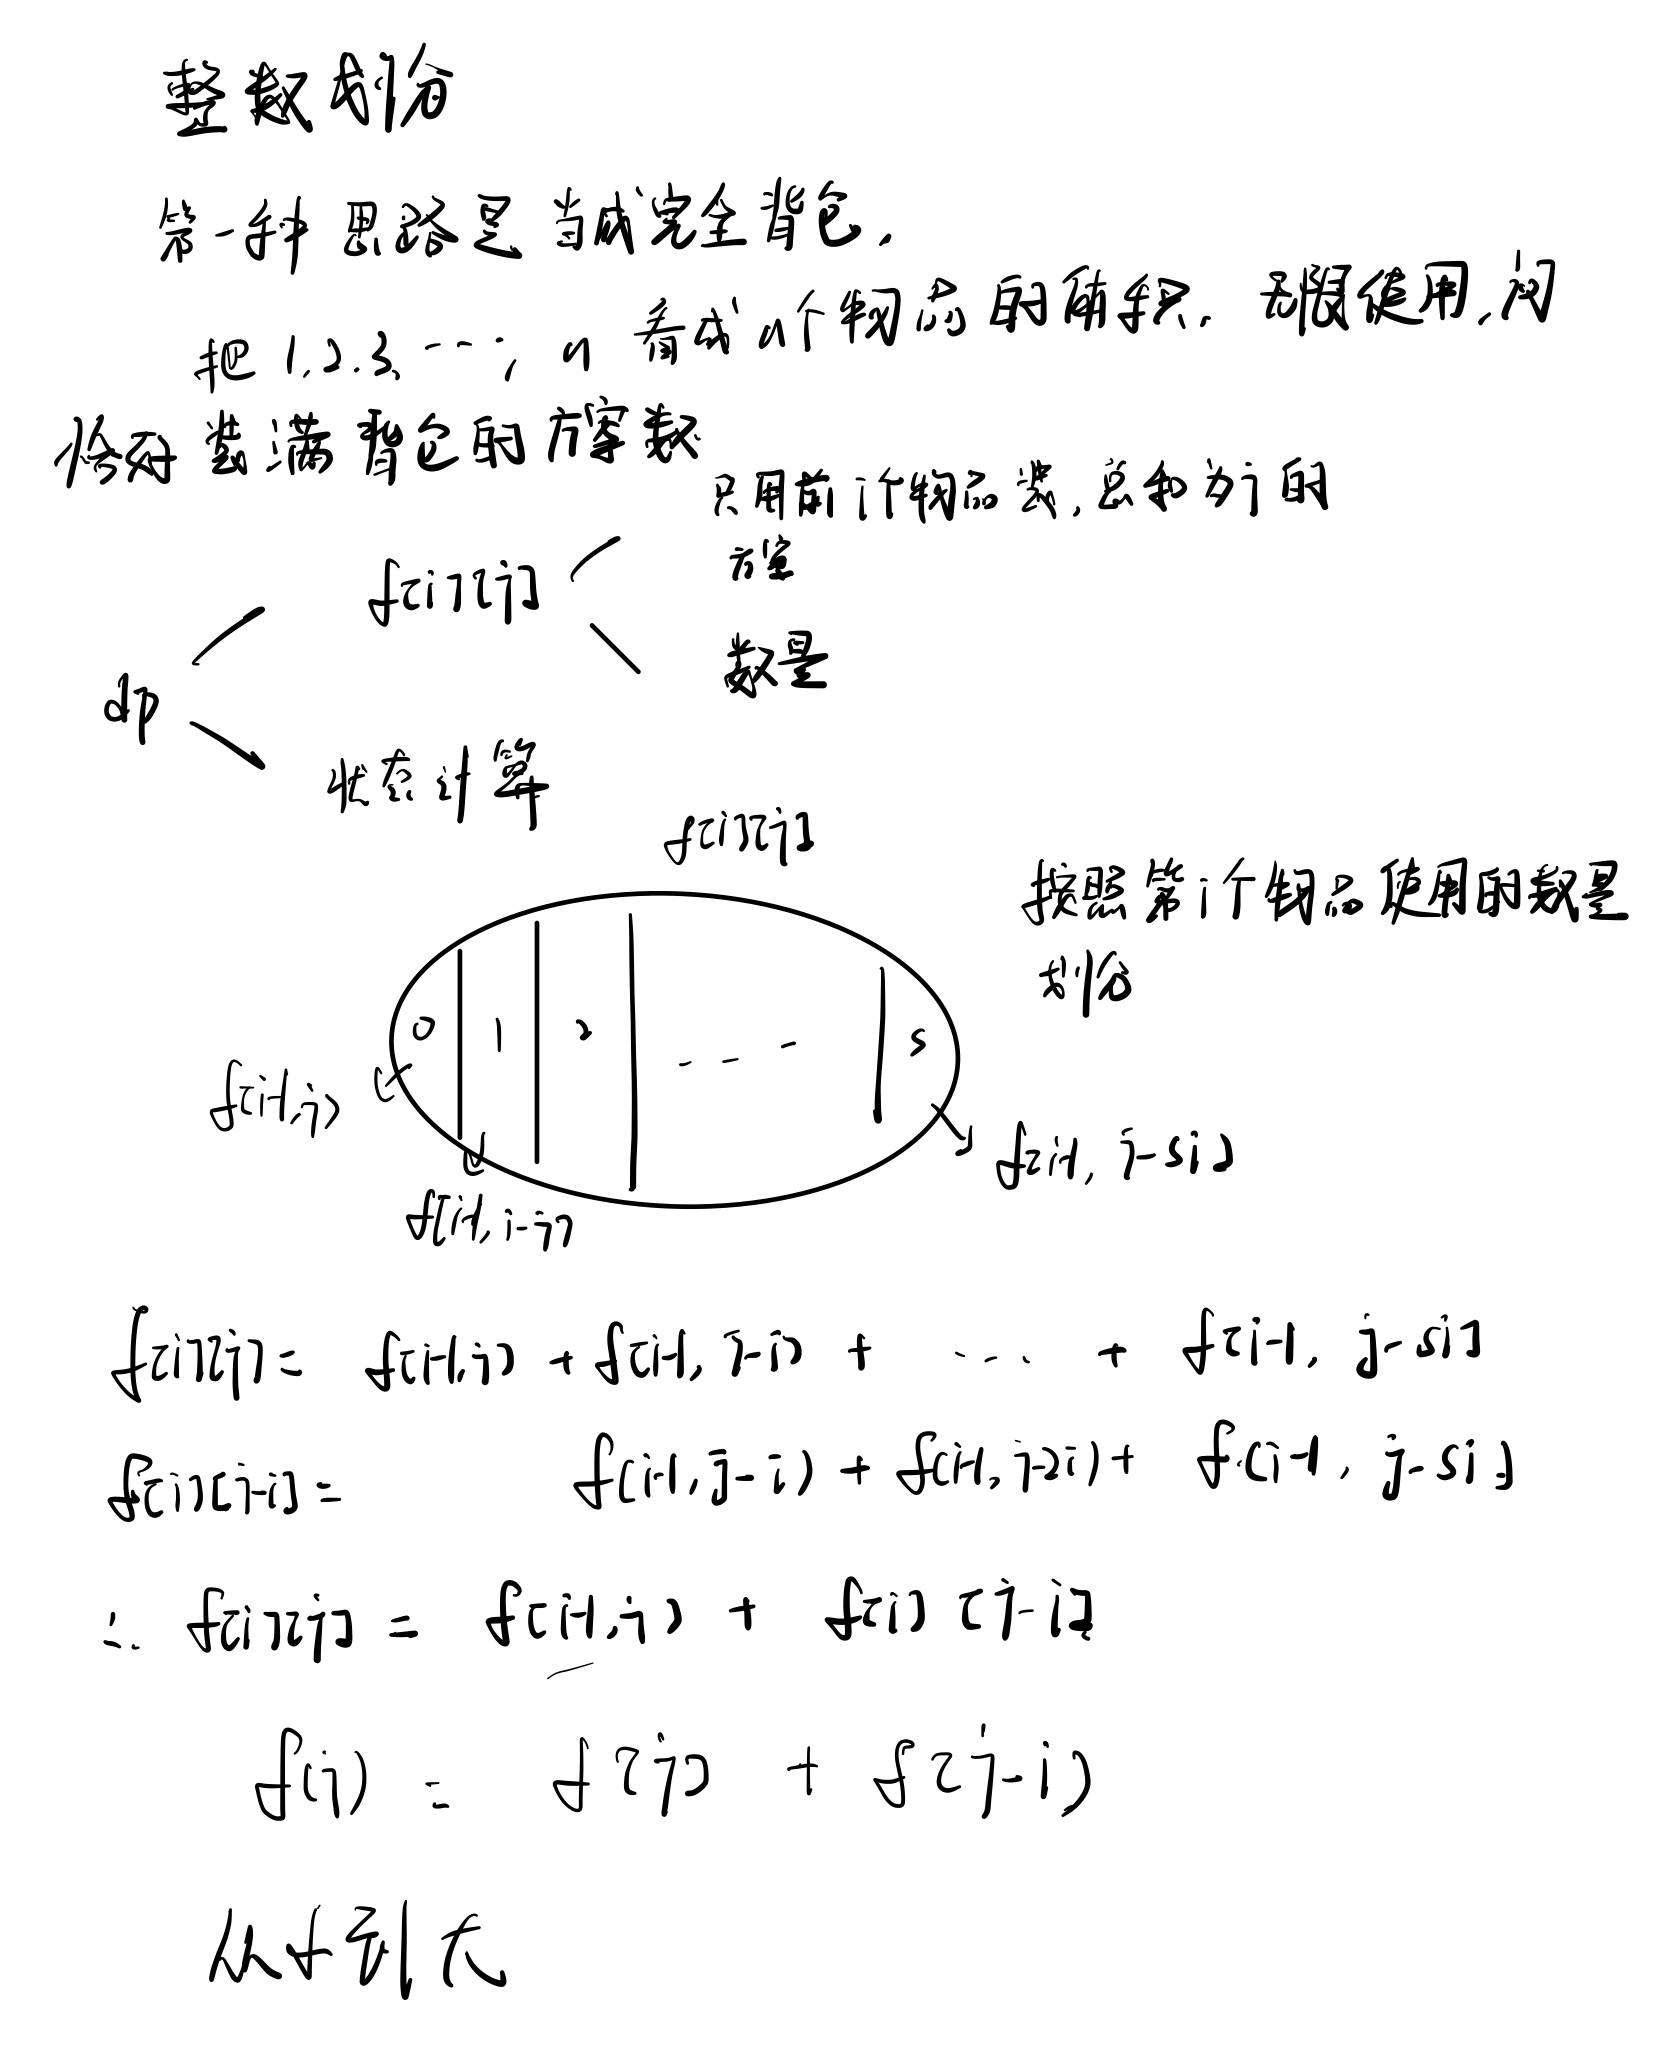 整数划分
第一种思路是当成完全背包.
把 1,2.3、…, n 看成n个物品的体积. 无限使用,问
恰好装满背包的方案数
只用前i个物品装,总和为j的
方案
f[i][j]
数量
dp
状态计算
f[i][j]
按照第i个物品使用的数量
划分
0 1 2 - - - s
f[i-1,j]
f[i-1, j-si]
f[i-1, i-j]
f[i][j] = f[i-1,j] + f[i-1, j-i] + .... + f[i-1, j-si]
f[i][j-i] = f(i-1, j-i) + f(i-1, j-2i) + f(i-1, j-si]
∴ f[i][j] = f[i-1,j] + f[i][j-i]
f(j) = f[j] + f[j-i)
从小到大